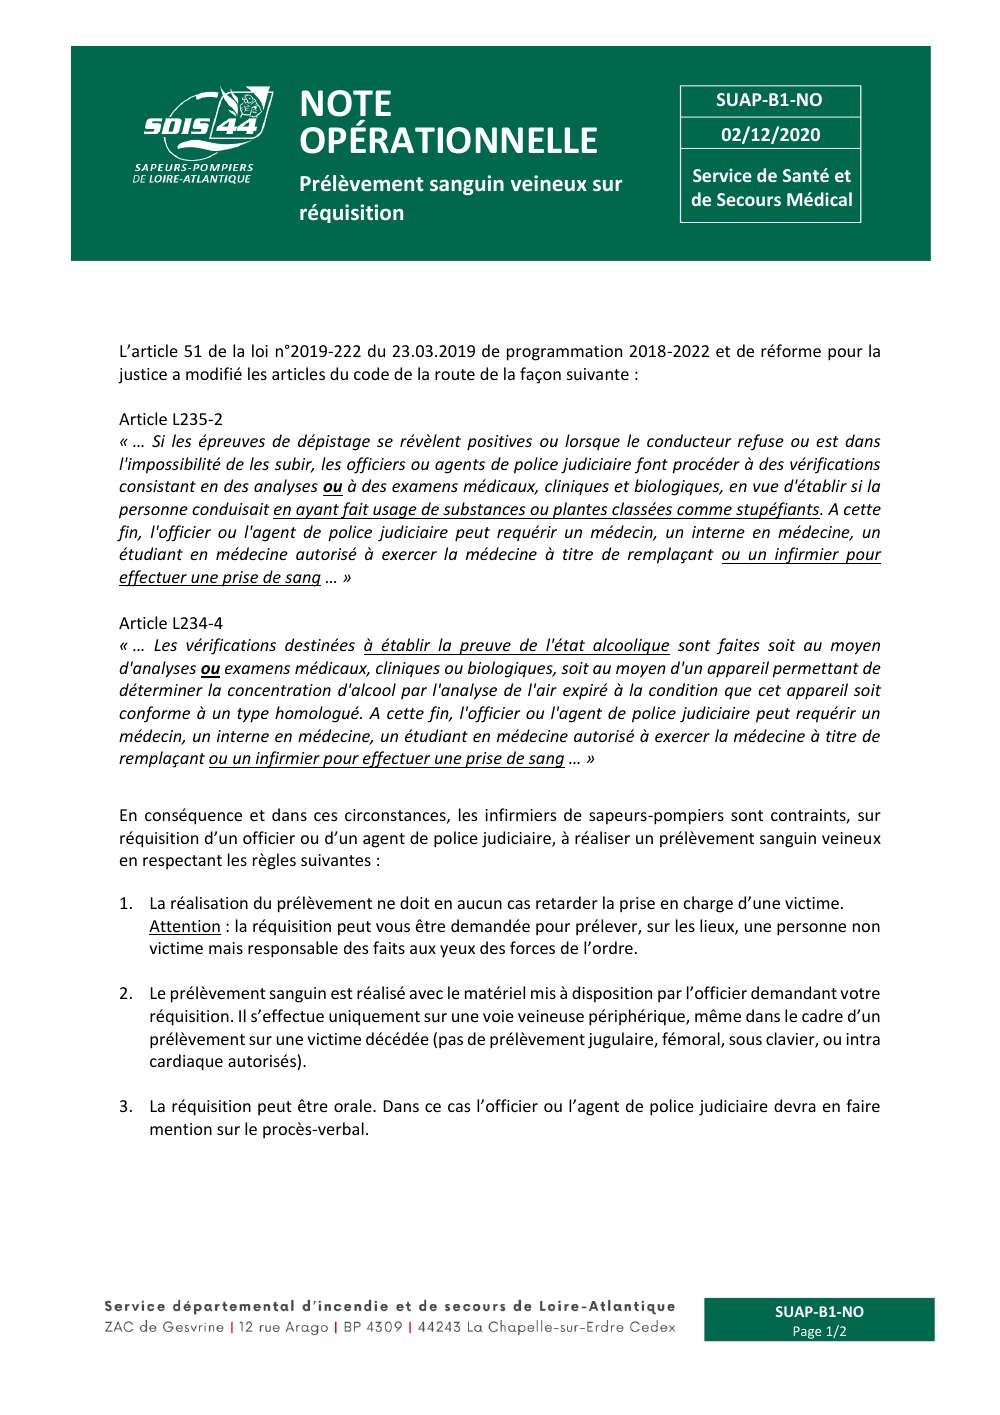 SDIS 44
SAPEURS-POMPIERS
DE LOIRE-ATLANTIQUE
NOTE
OPÉRATIONNELLE
Prélèvement sanguin veineux sur
réquisition
SUAP-B1-NO
02/12/2020
Service de Santé et
de Secours Médical
L’article 51 de la loi n°2019-222 du 23.03.2019 de programmation 2018-2022 et de réforme pour la
justice a modifié les articles du code de la route de la façon suivante :
Article L235-2
« … Si les épreuves de dépistage se révèlent positives ou lorsque le conducteur refuse ou est dans
l'impossibilité de les subir, les officiers ou agents de police judiciaire font procéder à des vérifications
consistant en des analyses ou à des examens médicaux, cliniques et biologiques, en vue d'établir si la
personne conduisait en ayant fait usage de substances ou plantes classées comme stupéfiants. A cette
fin, l'officier ou l'agent de police judiciaire peut requérir un médecin, un interne en médecine, un
étudiant en médecine autorisé à exercer la médecine à titre de remplaçant ou un infirmier pour
effectuer une prise de sang … »
Article L234-4
« … Les vérifications destinées à établir la preuve de l'état alcoolique sont faites soit au moyen
d'analyses ou examens médicaux, cliniques ou biologiques, soit au moyen d'un appareil permettant de
déterminer la concentration d'alcool par l'analyse de l'air expiré à la condition que cet appareil soit
conforme à un type homologué. A cette fin, l'officier ou l'agent de police judiciaire peut requérir un
médecin, un interne en médecine, un étudiant en médecine autorisé à exercer la médecine à titre de
remplaçant ou un infirmier pour effectuer une prise de sang … »
En conséquence et dans ces circonstances, les infirmiers de sapeurs-pompiers sont contraints, sur
réquisition d’un officier ou d’un agent de police judiciaire, à réaliser un prélèvement sanguin veineux
en respectant les règles suivantes :
1. La réalisation du prélèvement ne doit en aucun cas retarder la prise en charge d’une victime.
Attention : la réquisition peut vous être demandée pour prélever, sur les lieux, une personne non
victime mais responsable des faits aux yeux des forces de l’ordre.
2. Le prélèvement sanguin est réalisé avec le matériel mis à disposition par l’officier demandant votre
réquisition. Il s’effectue uniquement sur une voie veineuse périphérique, même dans le cadre d’un
prélèvement sur une victime décédée (pas de prélèvement jugulaire, fémoral, sous clavier, ou intra
cardiaque autorisés).
3. La réquisition peut être orale. Dans ce cas l’officier ou l’agent de police judiciaire devra en faire
mention sur le procès-verbal.
Service départemental d’incendie et de secours de Loire-Atlantique
ZAC de Gesvrine | 12 rue Arago | BP 4309 | 44243 La Chapelle-sur-Erdre Cedex
SUAP-B1-NO
Page 1/2